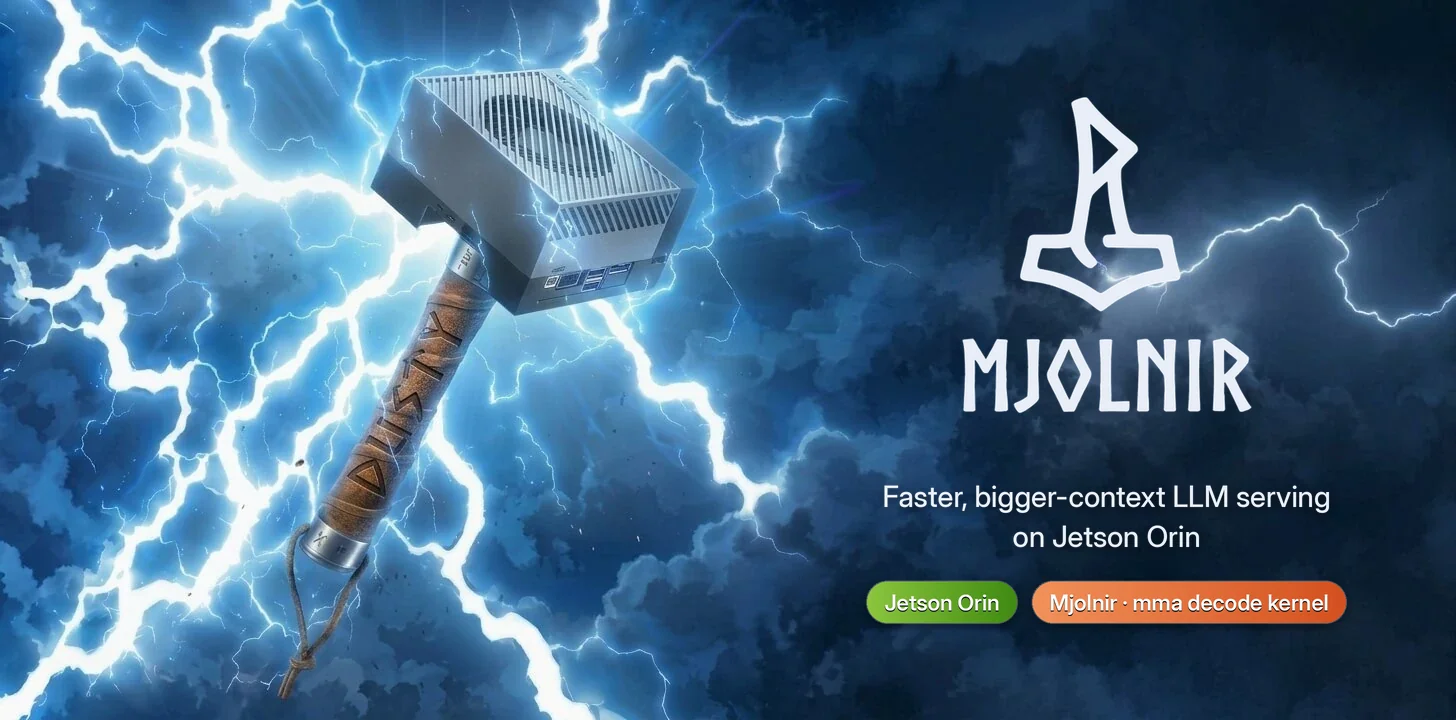 MJOLNIR
Faster, bigger-context LLM serving
on Jetson Orin
Jetson Orin
Mjolnir · mma decode kernel